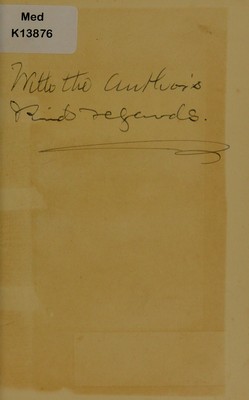 Med
K13876
With the Author's
Kind regards.